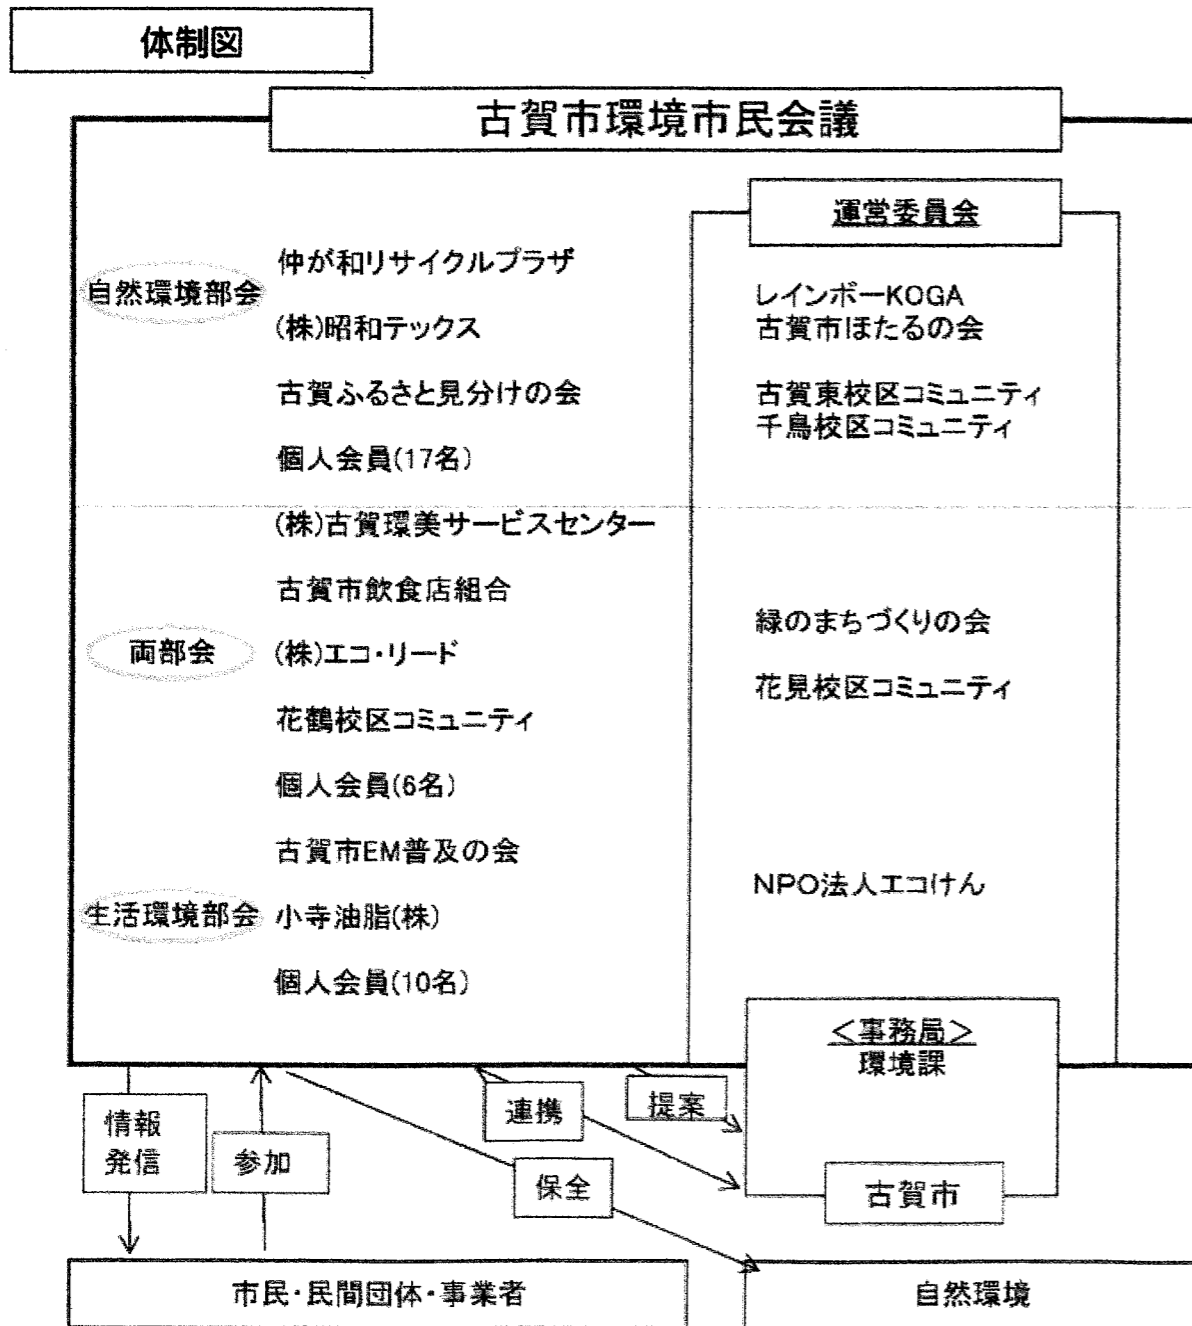 体制図
古賀市環境市民会議
運営委員会
自然環境部会
仲が和リサイクルプラザ
(株)昭和テックス
古賀ふるさと見分けの会
個人会員(17名)
レインボーKOGA
古賀市ほたるの会
古賀東校区コミュニティ
千鳥校区コミュニティ
両部会
(株)古賀環美サービスセンター
古賀市飲食店組合
(株)エコ・リード
花鶴校区コミュニティ
個人会員(6名)
緑のまちづくりの会
花見校区コミュニティ
生活環境部会
古賀市EM普及の会
小寺油脂(株)
個人会員(10名)
NPO法人エコけん
<事務局>
環境課
古賀市
情報
発信
参加
連携
提案
保全
市民・民間団体・事業者
自然環境